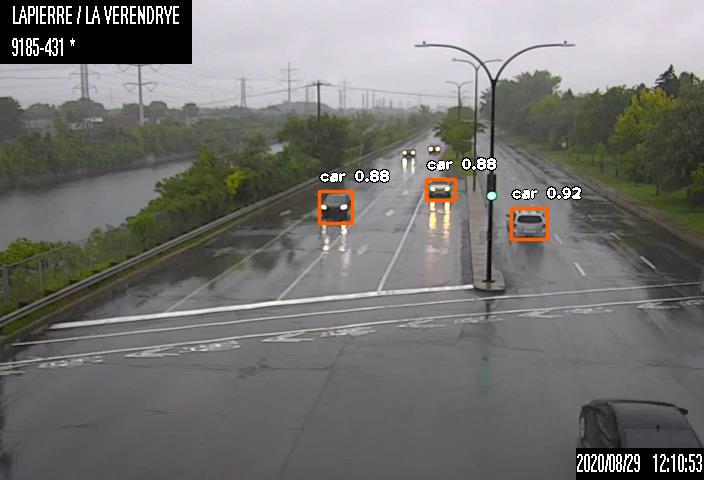 LAPIERRE / LA VERENDRYE
9185-431 *
car 0.88
car 0.88
car 0.92
2020/08/29 12:10:53